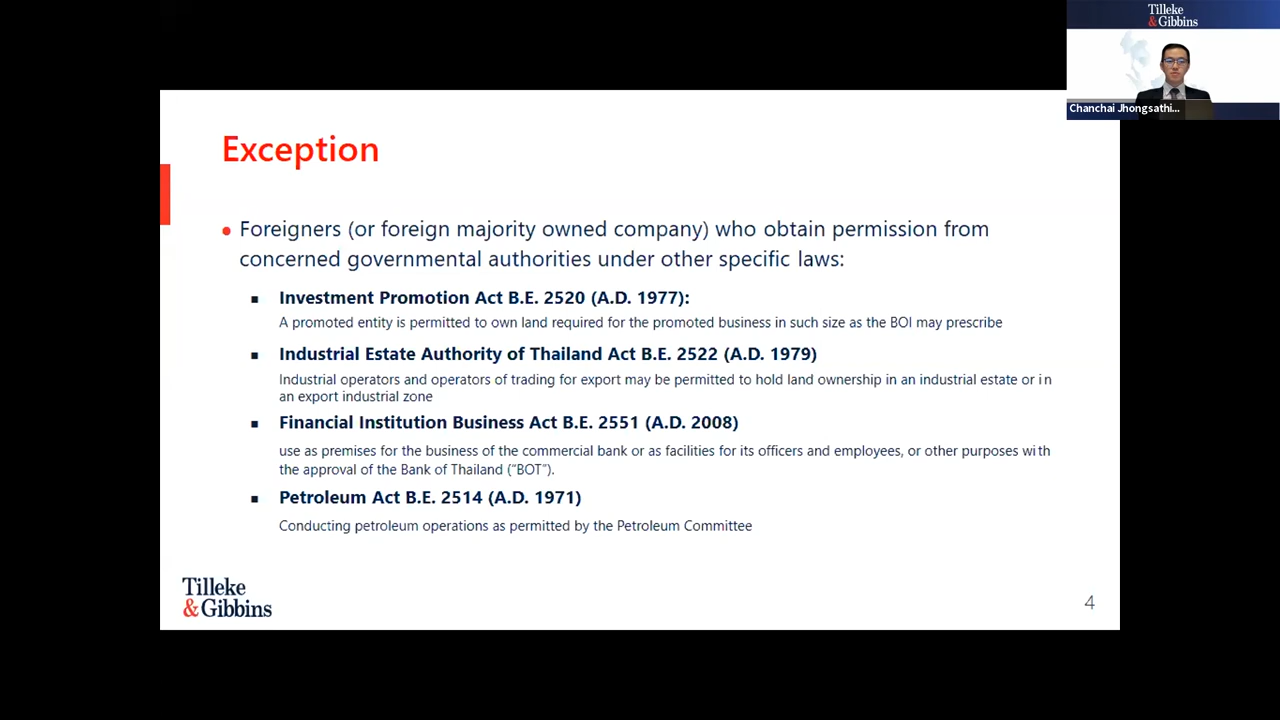 Tilleke
& Gibbins
Chanchai Jhongsathi...
Exception
Foreigners (or foreign majority owned company) who obtain permission from
concerned governmental authorities under other specific laws:
Investment Promotion Act B.E. 2520 (A.D. 1977):
A promoted entity is permitted to own land required for the promoted business in such size as the BOI may prescribe
Industrial Estate Authority of Thailand Act B.E. 2522 (A.D. 1979)
Industrial operators and operators of trading for export may be permitted to hold land ownership in an industrial estate or in
an export industrial zone
Financial Institution Business Act B.E. 2551 (A.D. 2008)
use as premises for the business of the commercial bank or as facilities for its officers and employees, or other purposes with
the approval of the Bank of Thailand (“BOT”).
Petroleum Act B.E. 2514 (A.D. 1971)
Conducting petroleum operations as permitted by the Petroleum Committee
Tilleke
& Gibbins
4